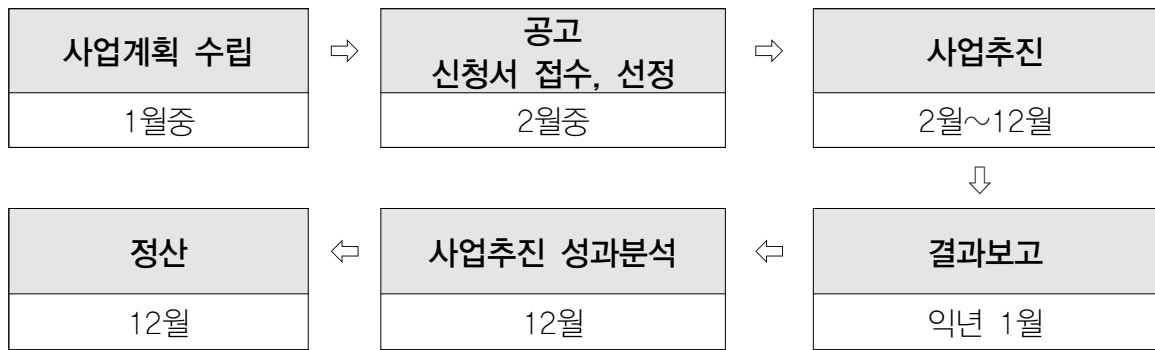 사업계획 수립
⇨
공고
신청서 접수, 선정
⇨
사업추진
1월중
2월중
2월~12월
⇩
정산
⇦
사업추진 성과분석
⇦
결과보고
12월
12월
익년 1월